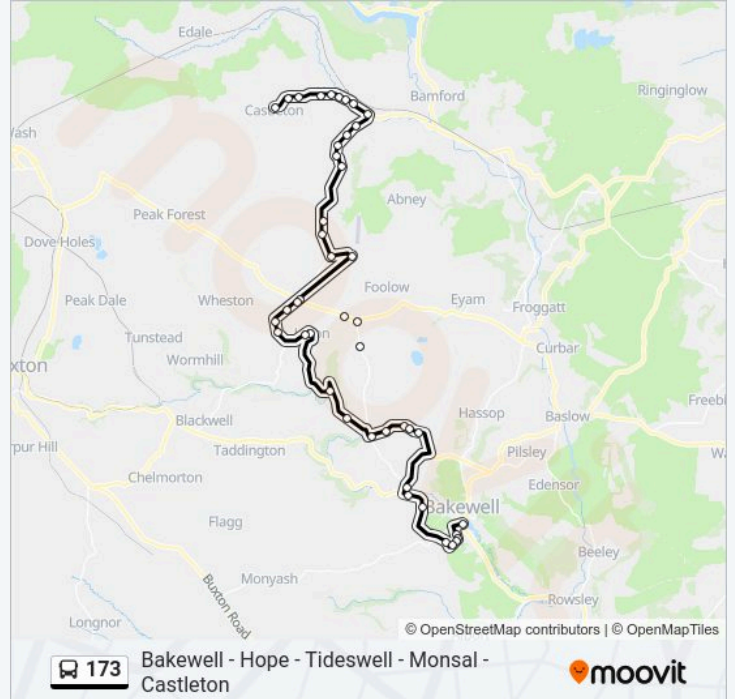 Edale
Bamford
Ringinglow
Castleton
Abney
Peak Forest
Dove Holes
Foolow
Peak Dale
Wheston
Eyam
Froggatt
Tunstead
Curbar
xton
Wormhill
Freebi
Hassop
Baslow
Blackwell
rpur Hill
Taddington
Pilsley
Chelmorton
Edensor
Bakewell
Flagg
Beeley
Monyash
Buxton Road
Rowsley
Longnor
© OpenStreetMap contributors | © OpenMapTiles
173
Bakewell - Hope - Tideswell - Monsal -
Castleton
moovit